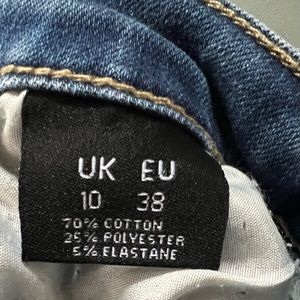 UK EU
10 38
70% COTTON
25% POLYESTER
5% ELASTANE